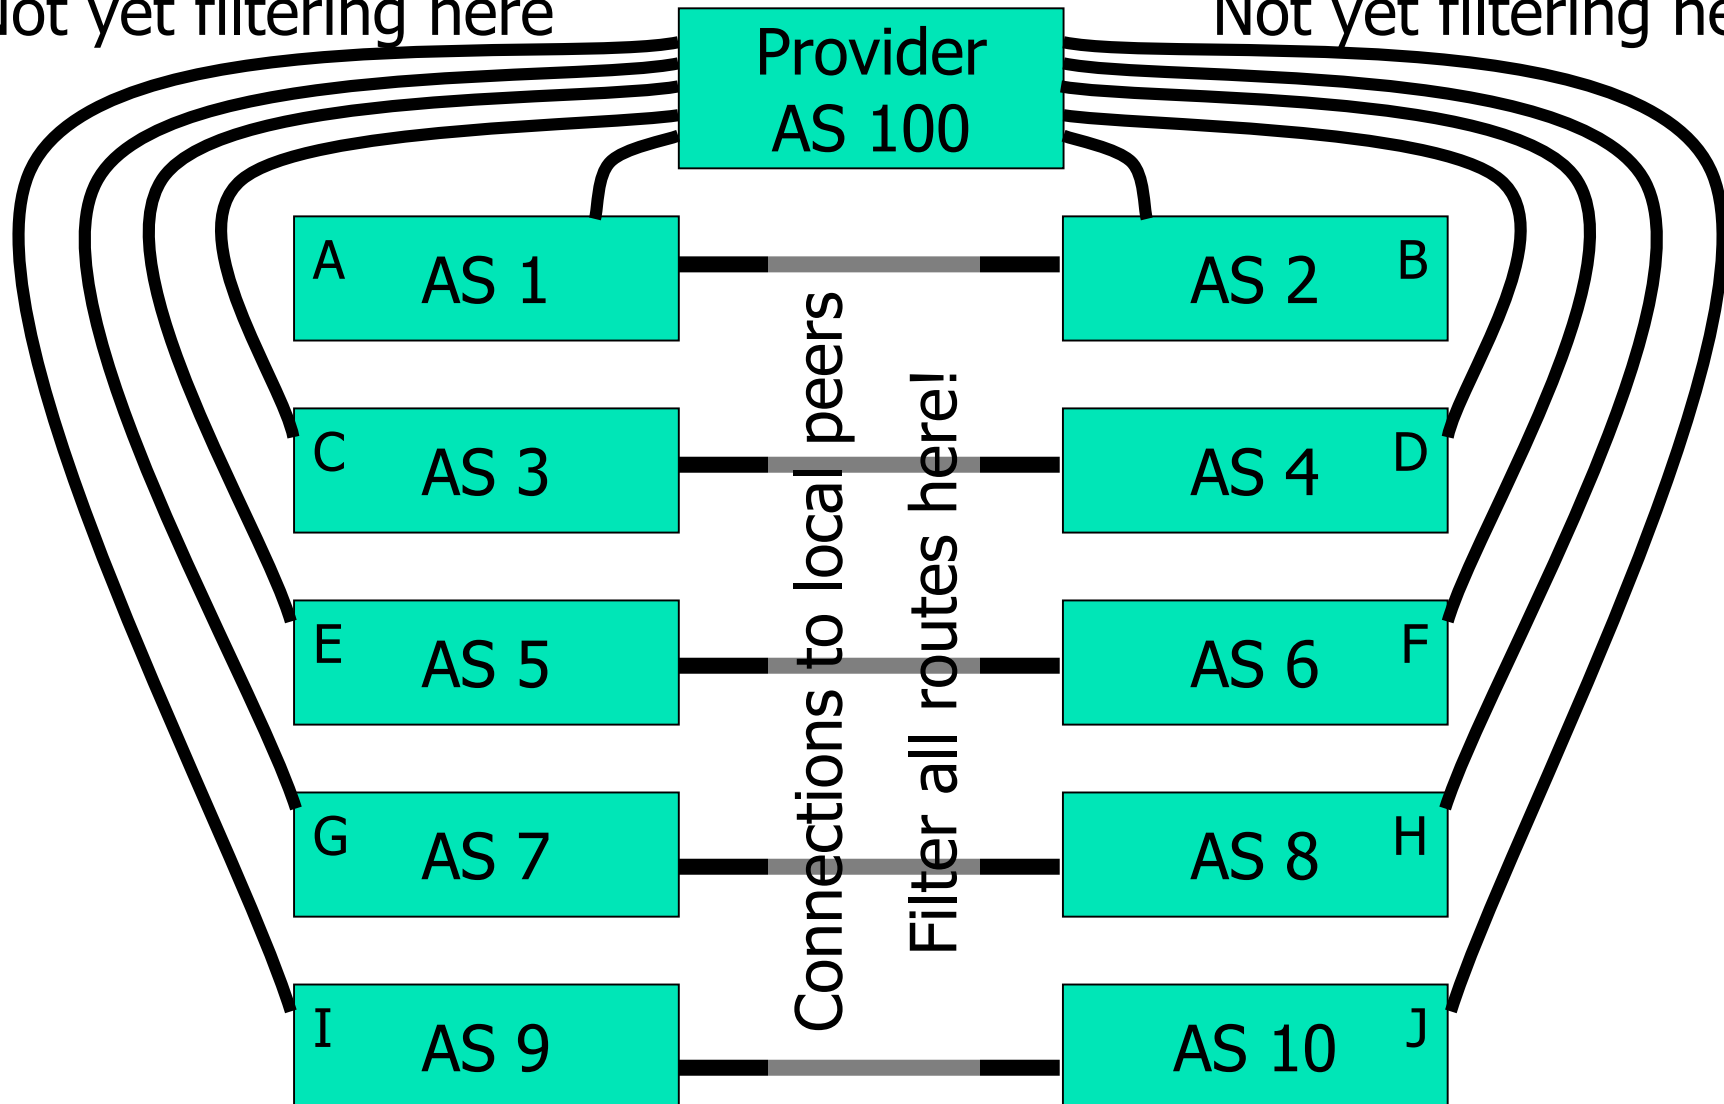 Not yet filtering here
Not yet filtering he
Provider
AS 100
A
AS 1
AS 2
B
C
AS 3
AS 4
D
E
AS 5
AS 6
F
G
AS 7
AS 8
H
I
AS 9
AS 10
J
Connections to local peers
Filter all routes here!